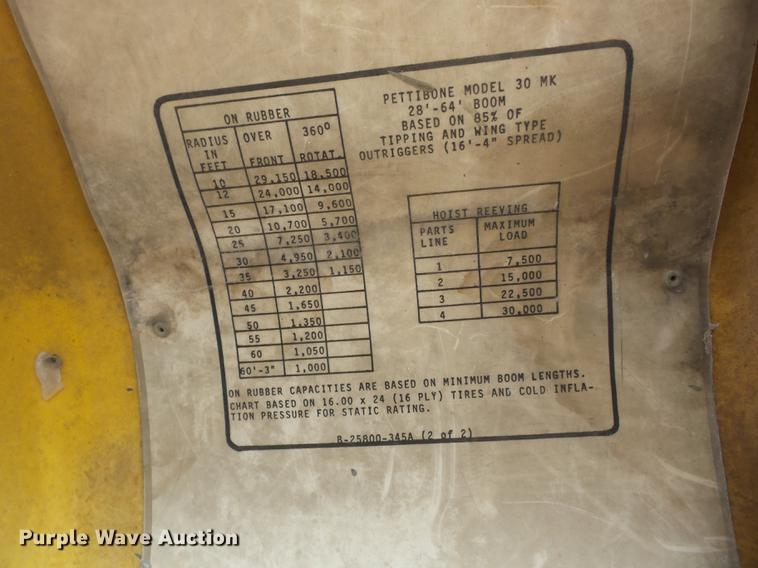 PETTIBONE MODEL 30 MK
28'-64' BOOM
BASED ON 85% OF
TIPPING AND WING TYPE
OUTRIGGERS (16'-4" SPREAD)
ON RUBBER
RADIUS IN FEET OVER FRONT 360° ROTAT.
10 29,150 18,500
12 24,000 14,000
15 17,100 9,600
20 10,700 5,700
25 7,250 3,400
30 4,950 2,100
35 3,250 1,150
40 2,200
45 1,650
50 1,350
55 1,200
60 1,050
60'-3" 1,000
HOIST REEVING
PARTS LINE MAXIMUM LOAD
1 7,500
2 15,000
3 22,500
4 30,000
ON RUBBER CAPACITIES ARE BASED ON MINIMUM BOOM LENGTHS.
CHART BASED ON 16.00 x 24 (16 PLY) TIRES AND COLD INFLA-
TION PRESSURE FOR STATIC RATING.
B-25800-345A (2 of 2)
Purple Wave Auction